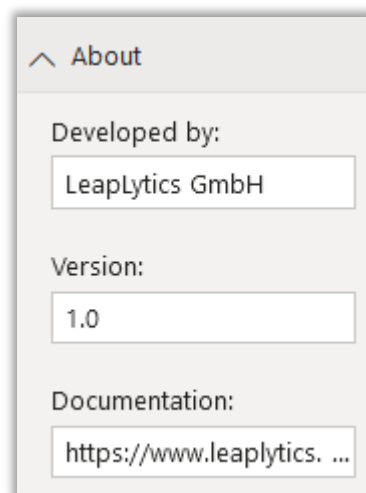 About
Developed by:
LeapLytics GmbH
Version:
1.0
Documentation:
https://www.leaplytics. ...